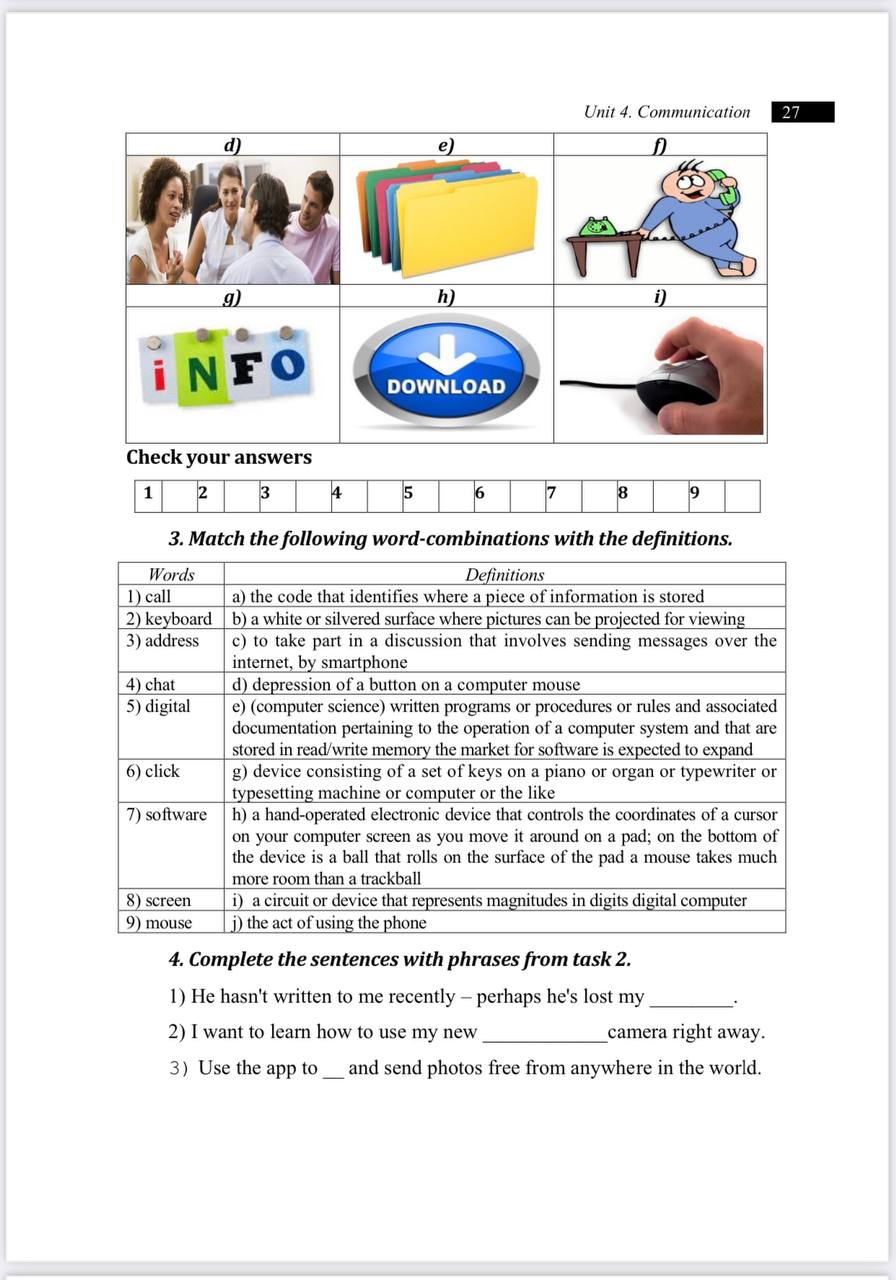 Unit 4. Communication 27
d) e) f)
g) h) i)
iNFO
DOWNLOAD
Check your answers
1 2 3 4 5 6 7 8 9
3. Match the following word-combinations with the definitions.
Words Definitions
1) call a) the code that identifies where a piece of information is stored
2) keyboard b) a white or silvered surface where pictures can be projected for viewing
3) address c) to take part in a discussion that involves sending messages over the
internet, by smartphone
4) chat d) depression of a button on a computer mouse
5) digital e) (computer science) written programs or procedures or rules and associated
documentation pertaining to the operation of a computer system and that are
stored in read/write memory the market for software is expected to expand
6) click g) device consisting of a set of keys on a piano or organ or typewriter or
typesetting machine or computer or the like
7) software h) a hand-operated electronic device that controls the coordinates of a cursor
on your computer screen as you move it around on a pad; on the bottom of
the device is a ball that rolls on the surface of the pad a mouse takes much
more room than a trackball
8) screen i) a circuit or device that represents magnitudes in digits digital computer
9) mouse j) the act of using the phone
4. Complete the sentences with phrases from task 2.
1) He hasn't written to me recently – perhaps he's lost my ________.
2) I want to learn how to use my new ____________camera right away.
3) Use the app to __ and send photos free from anywhere in the world.